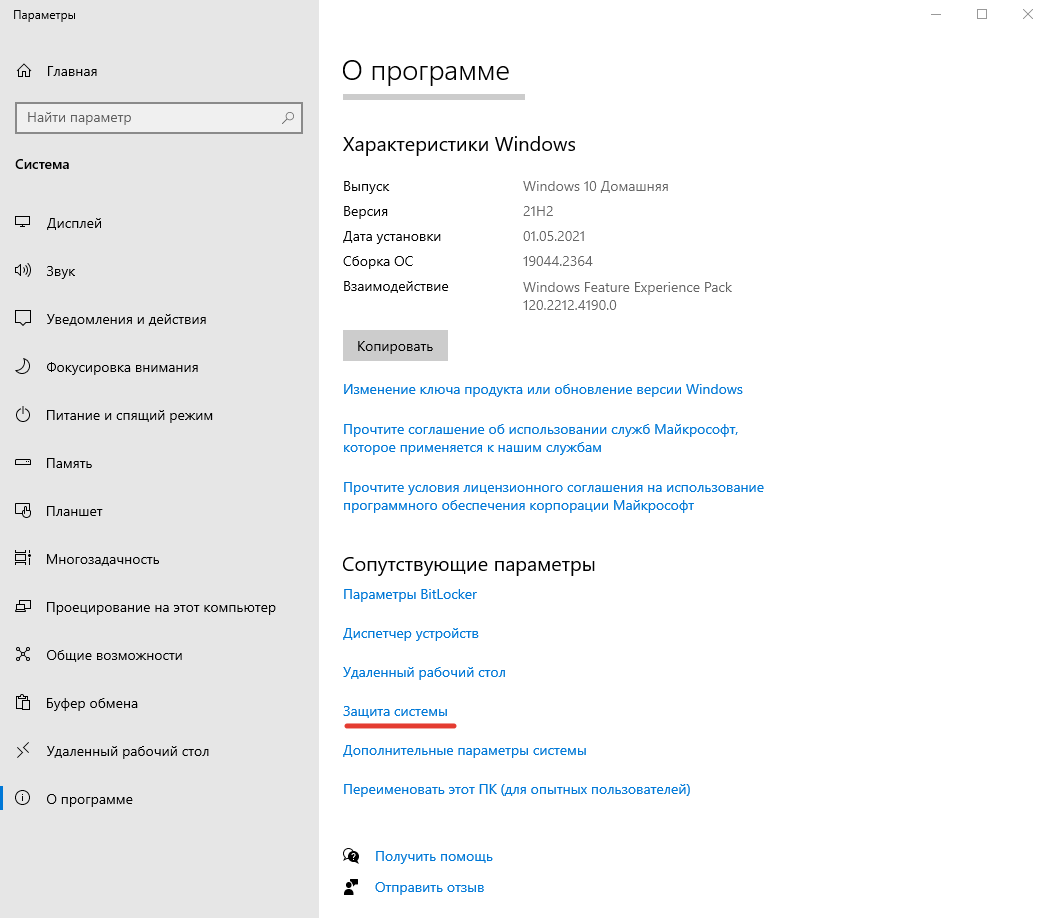 Параметры
Главная
Найти параметр
Система
Дисплей
Звук
Уведомления и действия
Фокусировка внимания
Питание и спящий режим
Память
Планшет
Многозадачность
Проецирование на этот компьютер
Общие возможности
Буфер обмена
Удаленный рабочий стол
О программе
О программе
Характеристики Windows
Выпуск Windows 10 Домашняя
Версия 21H2
Дата установки 01.05.2021
Сборка ОС 19044.2364
Взаимодействие Windows Feature Experience Pack
120.2212.4190.0
Копировать
Изменение ключа продукта или обновление версии Windows
Прочтите соглашение об использовании служб Майкрософт,
которое применяется к нашим службам
Прочтите условия лицензионного соглашения на использование
программного обеспечения корпорации Майкрософт
Сопутствующие параметры
Параметры BitLocker
Диспетчер устройств
Удаленный рабочий стол
Защита системы
Дополнительные параметры системы
Переименовать этот ПК (для опытных пользователей)
Получить помощь
Отправить отзыв